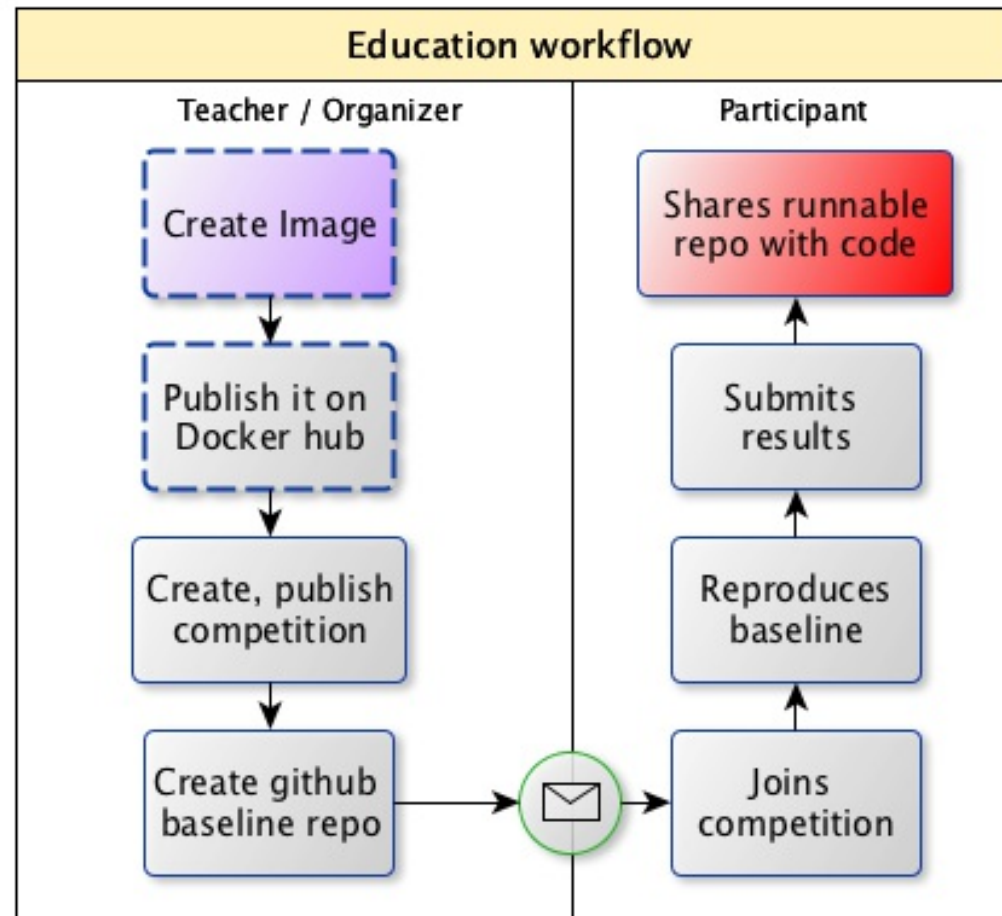 Education workflow
Teacher / Organizer
Create Image
Publish it on
Docker hub
Create, publish
competition
Create github
baseline repo
Participant
Shares runnable
repo with code
Submits
results
Reproduces
baseline
Joins
competition